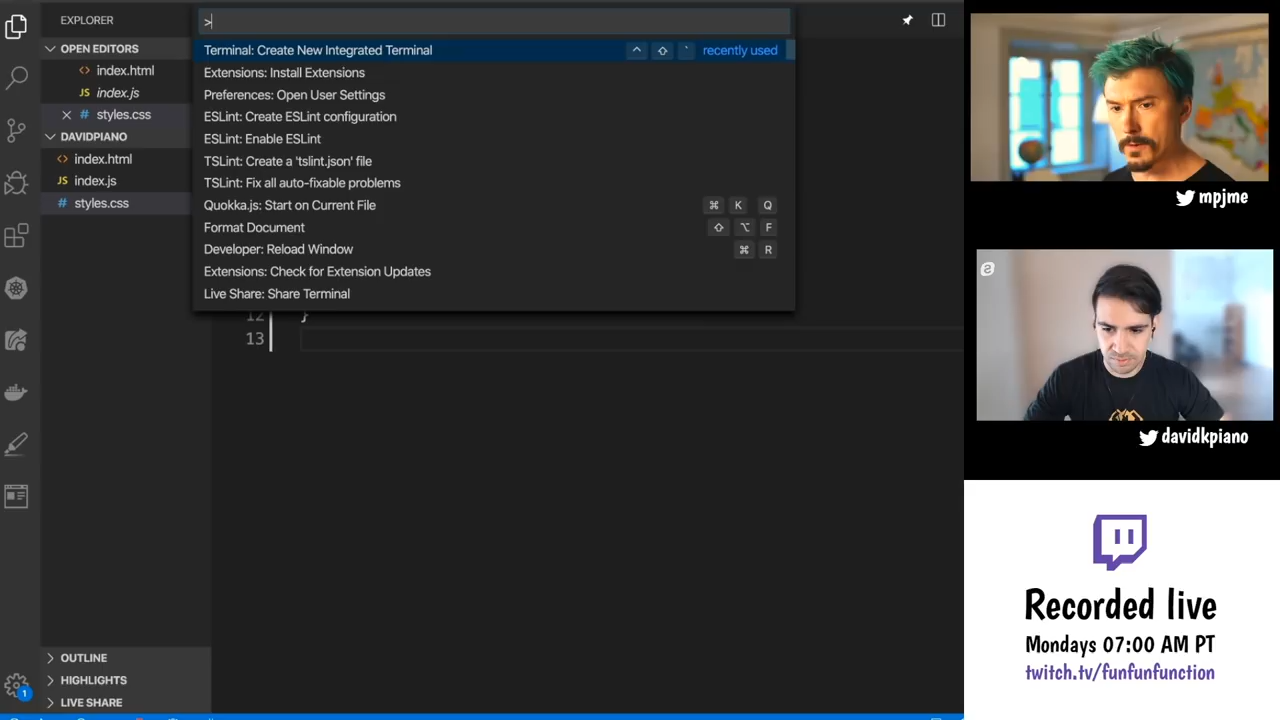 EXPLORER
OPEN EDITORS
index.html
JS index.js
# styles.css
DAVIDPIANO
index.html
JS index.js
# styles.css
OUTLINE
HIGHLIGHTS
LIVE SHARE
1
>
Terminal: Create New Integrated Terminal ^ ⇧ ` recently used
Extensions: Install Extensions
Preferences: Open User Settings
ESLint: Create ESLint configuration
ESLint: Enable ESLint
TSLint: Create a 'tslint.json' file
TSLint: Fix all auto-fixable problems
Quokka.js: Start on Current File ⌘ K Q
Format Document ⇧ ⌥ F
Developer: Reload Window ⌘ R
Extensions: Check for Extension Updates
Live Share: Share Terminal
12 }
13
mpjme
davidkpiano
Recorded live
Mondays 07:00 AM PT
twitch.tv/funfunfunction